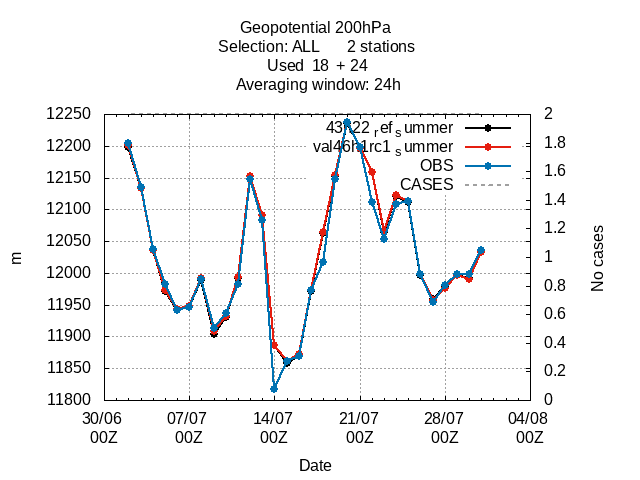 Geopotential 200hPa
Selection: ALL 2 stations
Used 18 + 24
Averaging window: 24h
12250
12200
12150
12100
12050
12000
11950
11900
11850
11800
2
1.8
1.6
1.4
1.2
1
0.8
0.6
0.4
0.2
0
m
No cases
refsummer
val46h1rc1 summer
OBS
CASES
30/06 07/07 14/07 21/07 28/07 04/08
00Z 00Z 00Z 00Z 00Z 00Z
Date